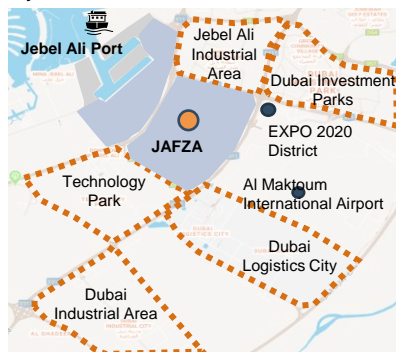 Jebel Ali Port
Jebel Ali
Industrial
Area
Dubai Investment
Parks
JAFZA
EXPO 2020
District
Technology
Park
Al Maktoum
International Airport
Dubai
Logistics City
Dubai
Industrial Area